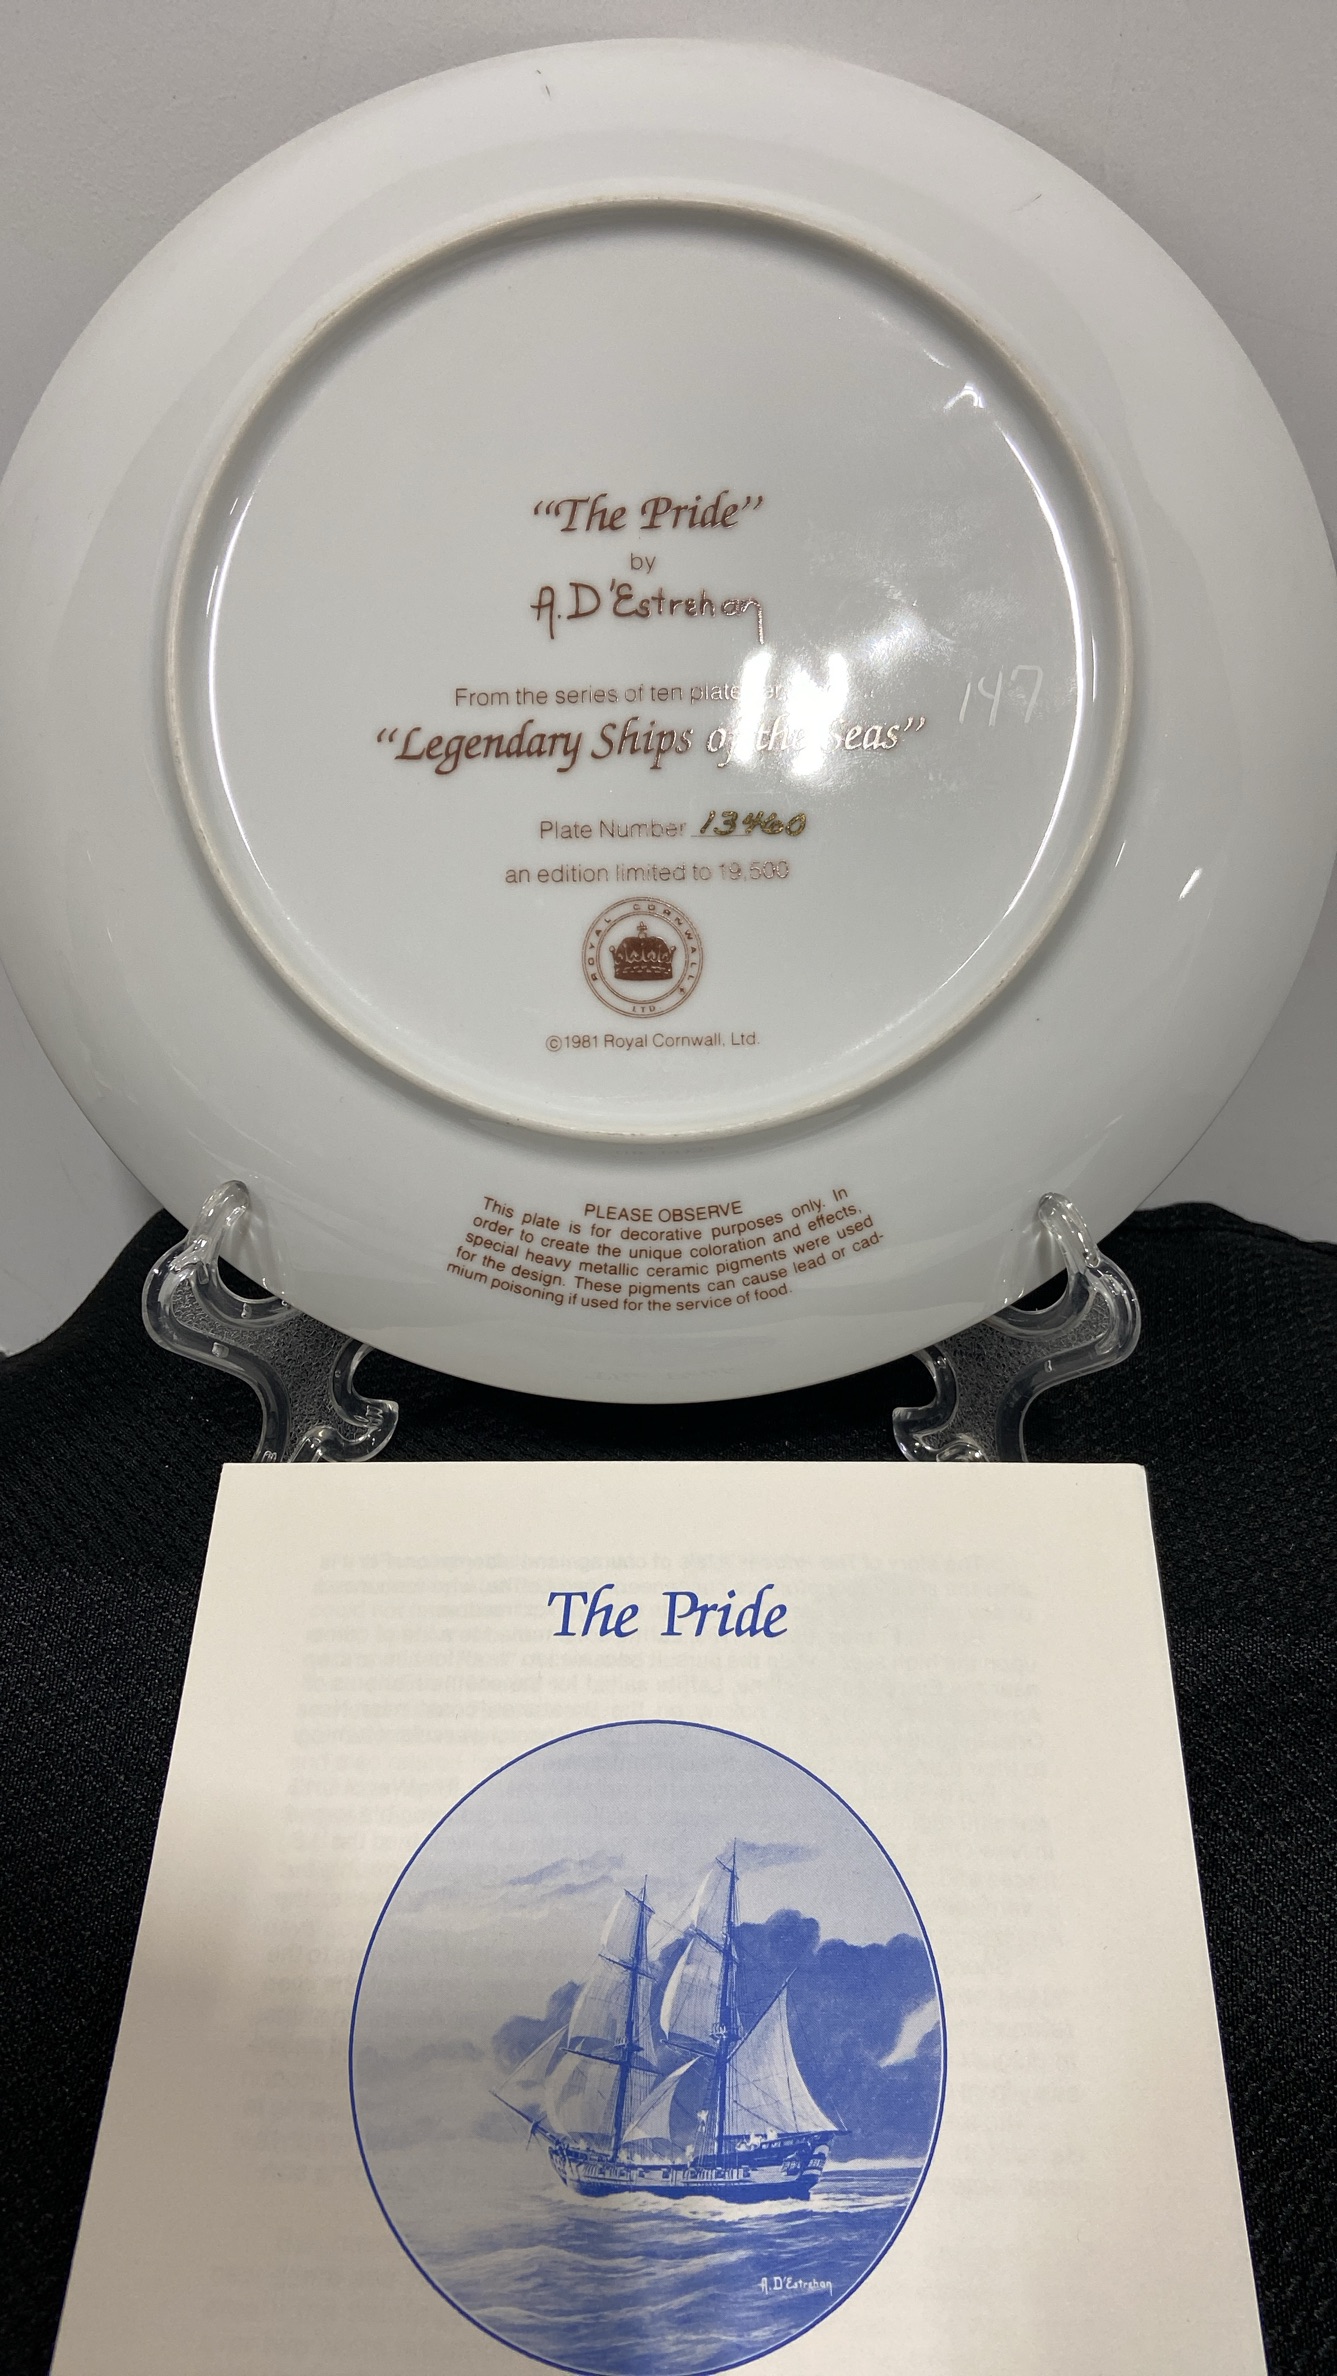 “The Pride”
by
A. D'Estrehan
From the series of ten plates
“Legendary Ships of the Seas”
147
Plate Number 13460
an edition limited to 19,500
ROYAL CORNWALL
LTD.
©1981 Royal Cornwall, Ltd.
PLEASE OBSERVE
This plate is for decorative purposes only. In
order to create the unique coloration and effects,
special heavy metallic ceramic pigments were used
for the design. These pigments can cause lead or cad-
mium poisoning if used for the service of food.
The Pride
A. D'Estrehan